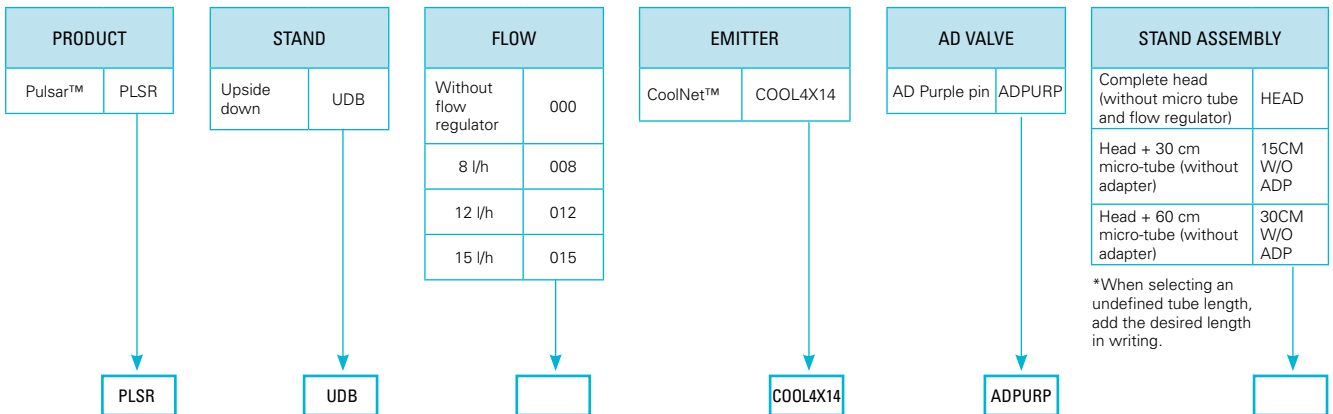 PRODUCT
Pulsar™ PLSR
STAND
Upside
down
UDB
FLOW
Without
flow
regulator
000
8 l/h 008
12 l/h 012
15 l/h 015
EMITTER
CoolNet™ COOL4X14
AD VALVE
AD Purple pin ADPURP
STAND ASSEMBLY
Complete head
(without micro tube
and flow regulator)
HEAD
Head + 30 cm
micro-tube (without
adapter)
15CM
W/O
ADP
Head + 60 cm
micro-tube (without
adapter)
30CM
W/O
ADP
*When selecting an
undefined tube length,
add the desired length
in writing.
PLSR
UDB
COOL4X14
ADPURP